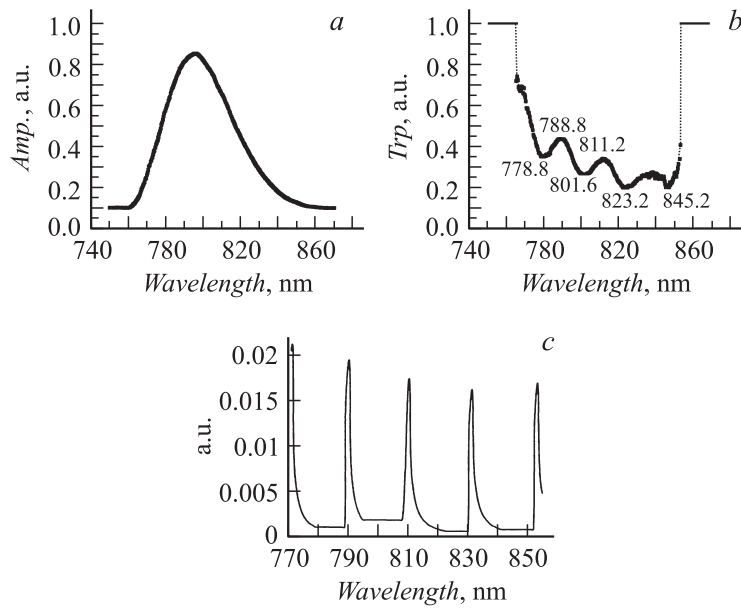 a
1.0
0.8
0.6
0.4
0.2
0.0
Amp., a.u.
740 780 820 860
Wavelength, nm
b
1.0
0.8
0.6
0.4
0.2
0.0
Trp, a.u.
788.8
811.2
778.8
801.6
823.2
845.2
740 780 820 860
Wavelength, nm
c
0.02
0.015
0.01
0.005
0
a.u.
770 790 810 830 850
Wavelength, nm